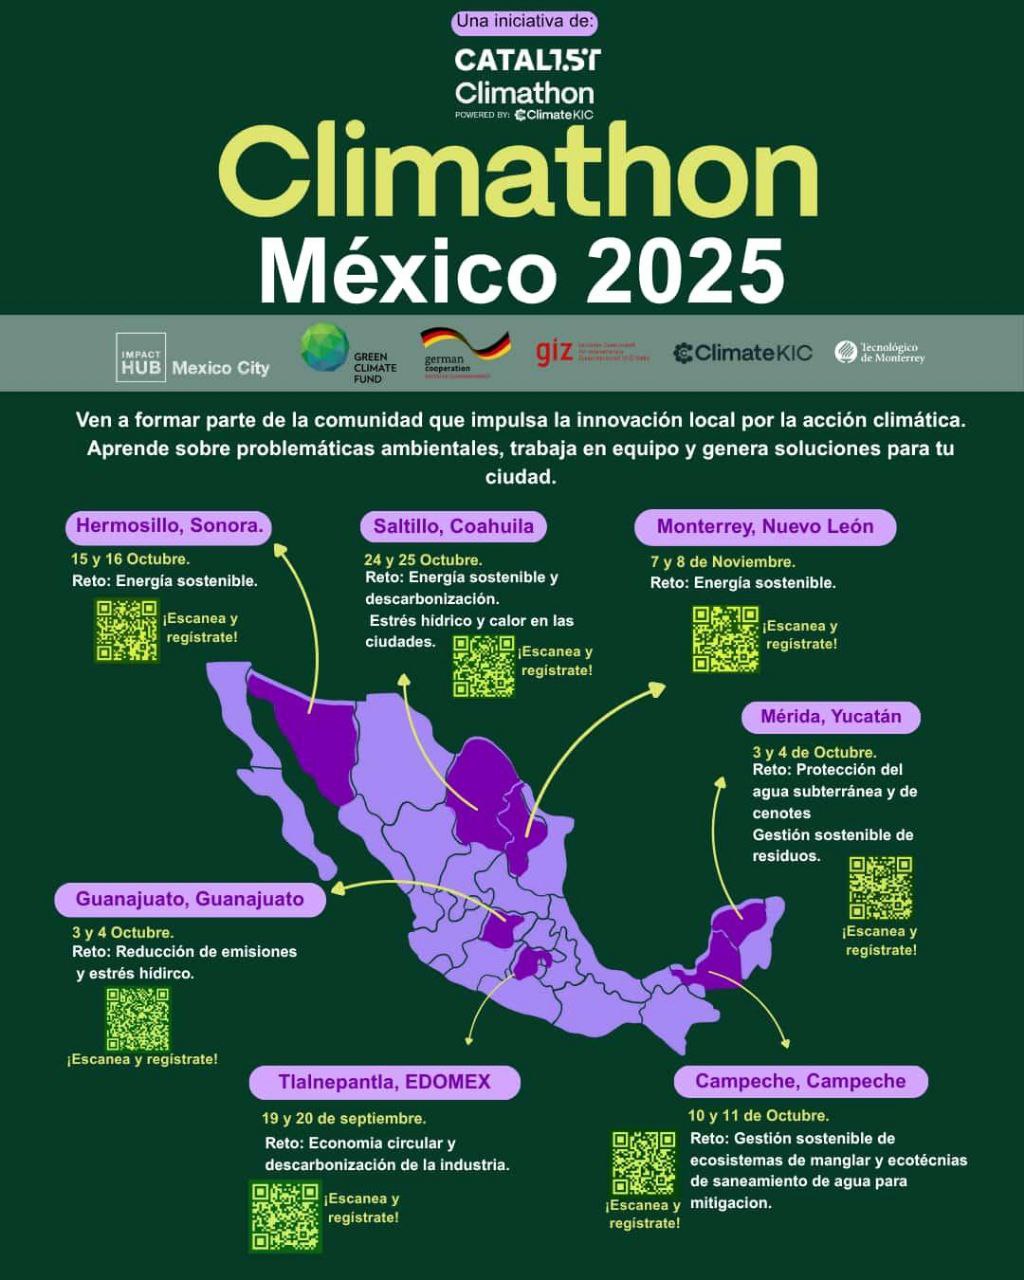 Una iniciativa de:
CATAL1.5T
Climathon
POWERED BY: ClimateKIC
Climathon
México 2025
IMPACT
HUB Mexico City
GREEN
CLIMATE
FUND
german
cooperation
giz
ClimateKIC
Tecnológico
de Monterrey
Ven a formar parte de la comunidad que impulsa la innovación local por la acción climática.
Aprende sobre problemáticas ambientales, trabaja en equipo y genera soluciones para tu
ciudad.
Hermosillo, Sonora.
15 y 16 Octubre.
Reto: Energía sostenible.
¡Escanea y
regístrate!
Saltillo, Coahuila
24 y 25 Octubre.
Reto: Energía sostenible y
descarbonización.
Estrés hídrico y calor en las
ciudades.
¡Escanea y
regístrate!
Monterrey, Nuevo León
7 y 8 de Noviembre.
Reto: Energía sostenible.
¡Escanea y
regístrate!
Mérida, Yucatán
3 y 4 de Octubre.
Reto: Protección del
agua subterránea y de
cenotes
Gestión sostenible de
residuos.
¡Escanea y
regístrate!
Guanajuato, Guanajuato
3 y 4 Octubre.
Reto: Reducción de emisiones
y estrés hídirco.
¡Escanea y regístrate!
Tlalnepantla, EDOMEX
19 y 20 de septiembre.
Reto: Economia circular y
descarbonización de la industria.
¡Escanea y
regístrate!
Campeche, Campeche
10 y 11 de Octubre.
Reto: Gestión sostenible de
ecosistemas de manglar y ecotécnias
de saneamiento de agua para
mitigacion.
¡Escanea y
regístrate!